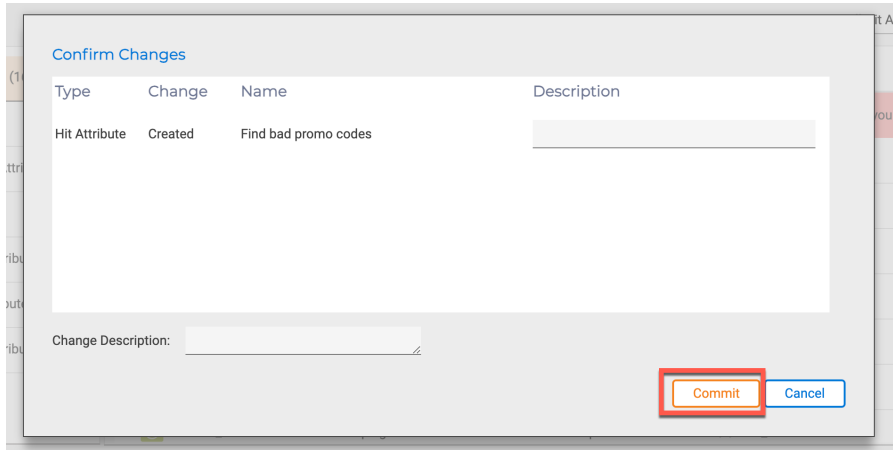 Confirm Changes
Type Change Name Description
Hit Attribute Created Find bad promo codes
Change Description:
Commit Cancel